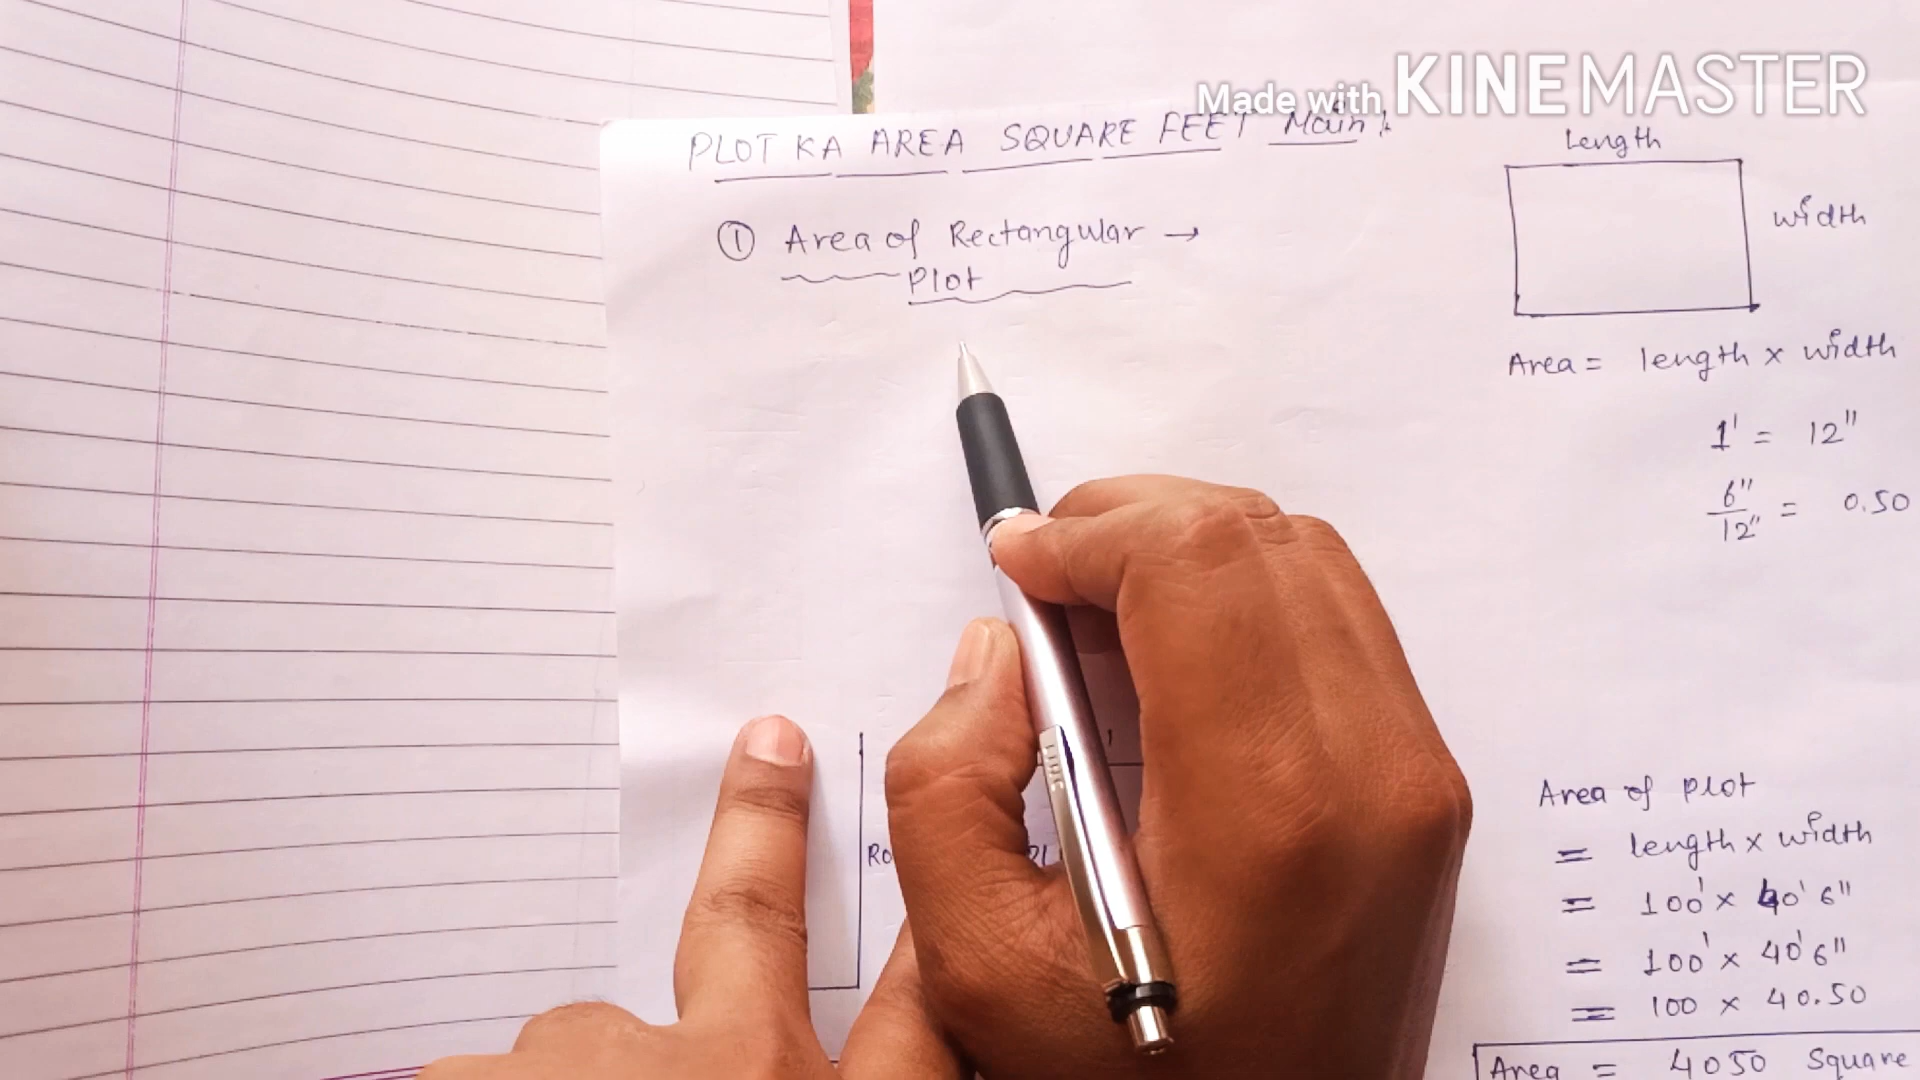 Made with KINEMASTER
PLOT KA AREA SQUARE FEET Main :-
① Area of Rectangular →
Plot
Length
width
Area = length x width
1' = 12"
6"
12" = 0.50
Area of plot
= length x width
= 100' x 40' 6"
= 100' x 40' 6"
= 100 x 40.50
Area = 4050 Square